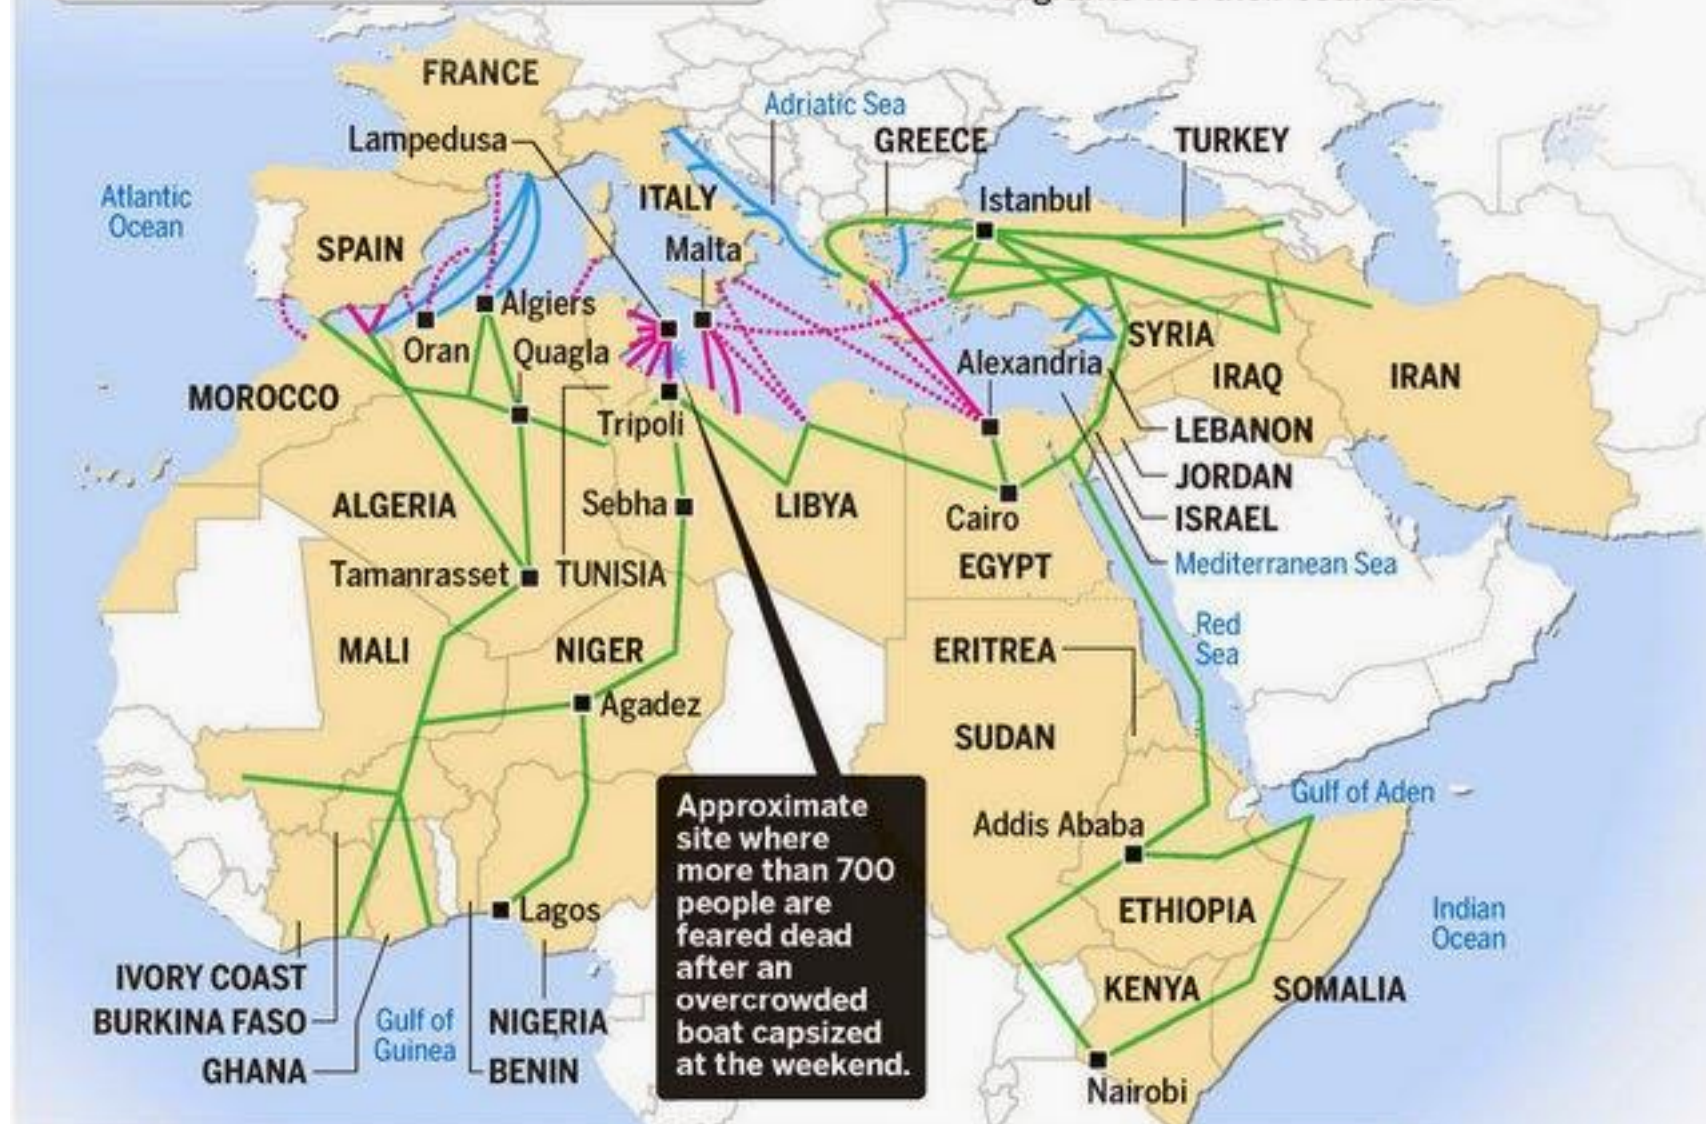 FRANCE
Adriatic Sea
Lampedusa
GREECE
TURKEY
Atlantic
Ocean
ITALY
Istanbul
SPAIN
Malta
Algiers
Oran
Quagla
SYRIA
Alexandria
MOROCCO
IRAQ
IRAN
Tripoli
LEBANON
JORDAN
ALGERIA
Sebha
LIBYA
Cairo
ISRAEL
EGYPT
Mediterranean Sea
Tamanrasset
TUNISIA
Red
Sea
MALI
NIGER
ERITREA
Agadez
SUDAN
Gulf of Aden
Approximate
site where
more than 700
people are
feared dead
after an
overcrowded
boat capsized
at the weekend.
Addis Ababa
Lagos
ETHIOPIA
Indian
Ocean
IVORY COAST
KENYA
SOMALIA
BURKINA FASO
Gulf of
Guinea
NIGERIA
GHANA
BENIN
Nairobi